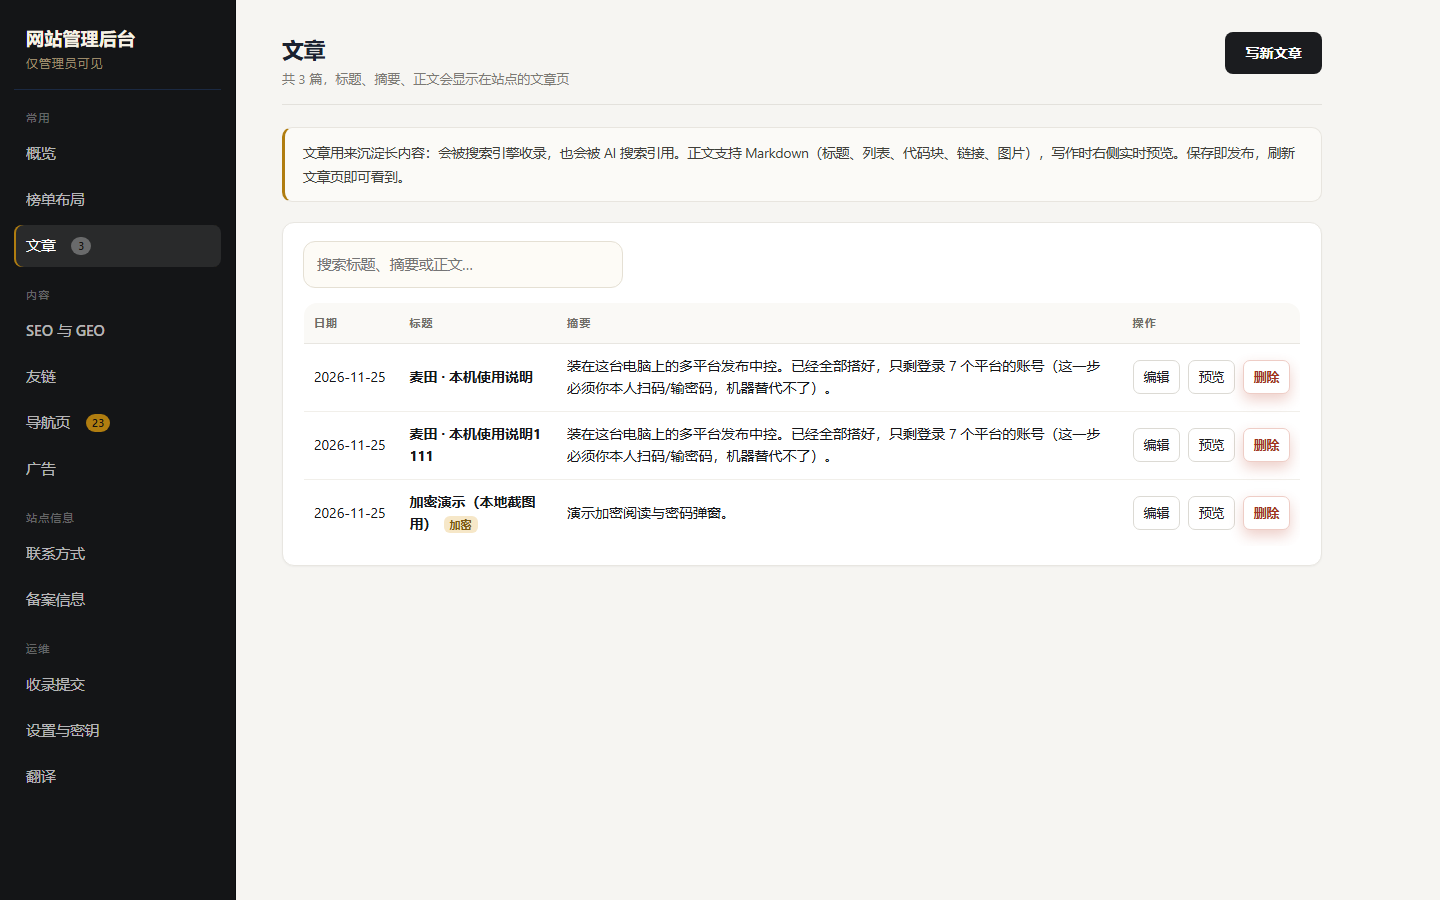 网站管理后台
仅管理员可见
常用
概览
榜单布局
文章 3
内容
SEO 与 GEO
友链
导航页 23
广告
站点信息
联系方式
备案信息
运维
收录提交
设置与密钥
翻译
文章
共 3 篇，标题、摘要、正文会显示在站点的文章页
写新文章
文章用来沉淀长内容：会被搜索引擎收录，也会被 AI 搜索引用。正文支持 Markdown（标题、列表、代码块、链接、图片），写作时右侧实时预览。保存即发布，刷新
文章页即可看到。
搜索标题、摘要或正文...
日期 标题 摘要 操作
2026-11-25 麦田 · 本机使用说明 装在这台电脑上的多平台发布中控。已经全部搭好，只剩登录 7 个平台的账号（这一步
必须你本人扫码/输密码，机器替代不了）。
编辑 预览 删除
2026-11-25 麦田 · 本机使用说明1
111
装在这台电脑上的多平台发布中控。已经全部搭好，只剩登录 7 个平台的账号（这一步
必须你本人扫码/输密码，机器替代不了）。
编辑 预览 删除
2026-11-25 加密演示（本地截图
用） 加密
演示加密阅读与密码弹窗。
编辑 预览 删除